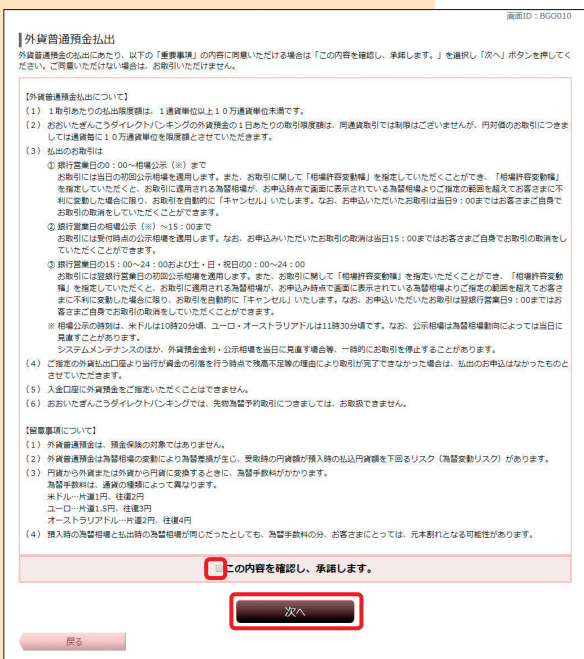 画面ID：BGO010
外貨普通預金払出
外貨普通預金の払出にあたり、以下の「重要事項」の内容に同意いただける場合は「この内容を確認し、承諾します。」を選択し「次へ」ボタンを押してく
ださい。ご同意いただけない場合は、お取引いただけません。
【外貨普通預金払出について】
（１）１取引あたりの払出限度額は、１通貨単位以上１０万通貨単位未満です。
（２）おおいたぎんこうダイレクトバンキングの外貨預金の１日あたりの取引限度額は、同通貨取引では制限はございませんが、円対価のお取引につきま
しては通貨毎に１０万通貨単位を限度とさせていただきます。
（３）払出のお取引は
① 銀行営業日の0：00～相場公示（※）まで
お取引には当日の初回公示相場を適用します。また、お取引に関して「相場許容変動幅」を指定していただくことができ、「相場許容変動幅」
を指定していただくと、お取引に適用される為替相場が、お申込時点で画面に表示されている為替相場よりご指定の範囲を超えてお客さまに不
利に変動した場合に限り、お取引を自動的に「キャンセル」いたします。なお、お申込いただいたお取引は当日9：00まではお客さまご自身で
お取引の取消をしていただくことができます。
② 銀行営業日の相場公示（※）～15：00まで
お取引には受付時点の公示相場を適用します。なお、お申込みいただいたお取引の取消は当日15：00まではお客さまご自身でお取引の取消をし
ていただくことができます。
③ 銀行営業日の15：00～24：00および土・日・祝日の0：00～24：00
お取引には翌銀行営業日の初回公示相場を適用します。また、お取引に関して「相場許容変動幅」を指定いただくことができ、「相場許容変動
幅」を指定していただくと、お取引に適用される為替相場が、お申込み時点で画面に表示されている為替相場よりご指定の範囲を超えてお客さ
まに不利に変動した場合に限り、お取引を自動的に「キャンセル」いたします。なお、お申込いただいたお取引は翌銀行営業日9：00まではお
客さまご自身でお取引の取消をしていただくことができます。
※ 相場公示の時刻は、米ドルは10時20分頃、ユーロ・オーストラリアドルは11時30分頃です。なお、公示相場は為替相場動向によっては当日に
見直すことがあります。
システムメンテナンスのほか、外貨預金金利・公示相場を当日に見直す場合等、一時的にお取引を停止することがあります。
（４）ご指定の外貨払出口座より当行が資金の引落を行う時点で残高不足等の理由により取引が完了できなかった場合は、払出のお申込はなかったものと
させていただきます。
（５）入金口座に外貨預金をご指定いただくことはできません。
（６）おおいたぎんこうダイレクトバンキングでは、先物為替予約取引につきましては、お取扱できません。
【留意事項について】
（１）外貨普通預金は、預金保険の対象ではありません。
（２）外貨普通預金は為替相場の変動により為替差損が生じ、受取時の円貨額が預入時の払込円貨額を下回るリスク（為替変動リスク）があります。
（３）円貨から外貨または外貨から円貨に変換するときに、為替手数料がかかります。
為替手数料は、通貨の種類によって異なります。
米ドル…片道1円、往復2円
ユーロ…片道1.5円、往復3円
オーストラリアドル…片道2円、往復4円
（４）預入時の為替相場と払出時の為替相場が同じだったとしても、為替手数料の分、お客さまにとっては、元本割れとなる可能性があります。
この内容を確認し、承諾します。
次へ
戻る